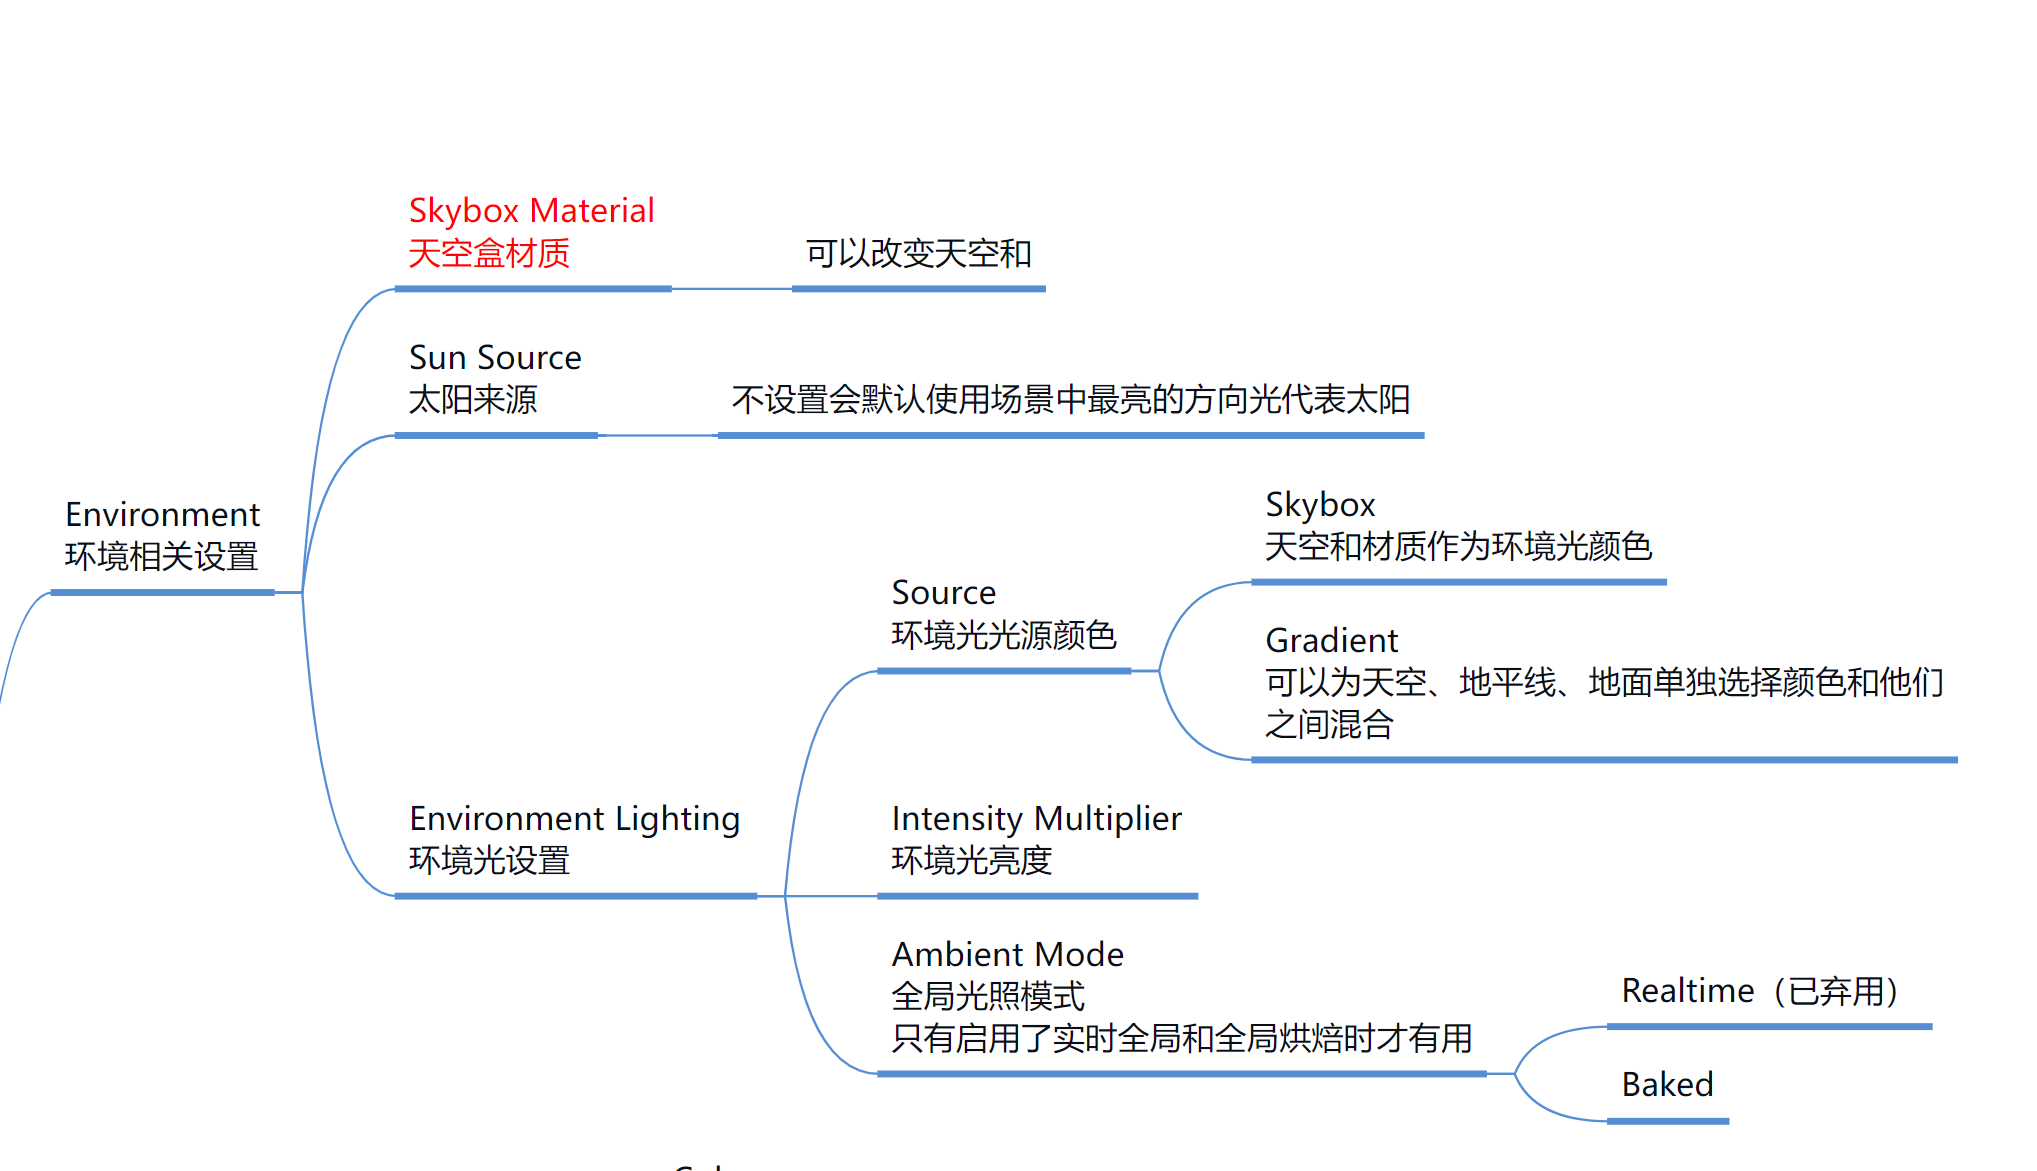 Skybox Material
天空盒材质
可以改变天空和
Sun Source
太阳来源
不设置会默认使用场景中最亮的方向光代表太阳
Environment
环境相关设置
Skybox
天空和材质作为环境光颜色
Source
环境光光源颜色
Gradient
可以为天空、地平线、地面单独选择颜色和他们
之间混合
Environment Lighting
环境光设置
Intensity Multiplier
环境光亮度
Ambient Mode
全局光照模式
只有启用了实时全局和全局烘焙时才有用
Realtime（已弃用）
Baked